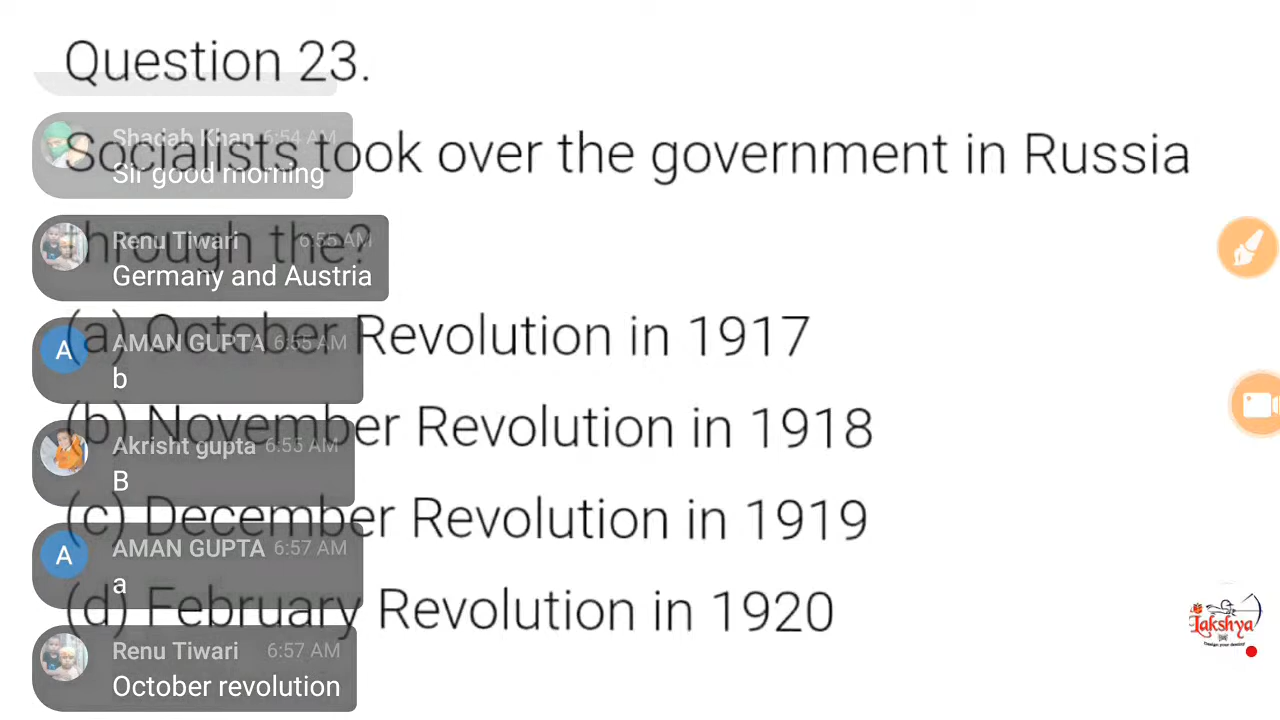 Question 23.
Shadab Khan 6:54 AM
Socialists took over the government in Russia
Sir good morning
Renu Tiwari 6:55 AM
through the?
Germany and Austria
(a) October Revolution in 1917
AMAN GUPTA 6:55 AM
b
(b) November Revolution in 1918
Akrisht gupta 6:55 AM
B
(c) December Revolution in 1919
AMAN GUPTA 6:57 AM
a
(d) February Revolution in 1920
Renu Tiwari 6:57 AM
October revolution
A
A
Lakshya